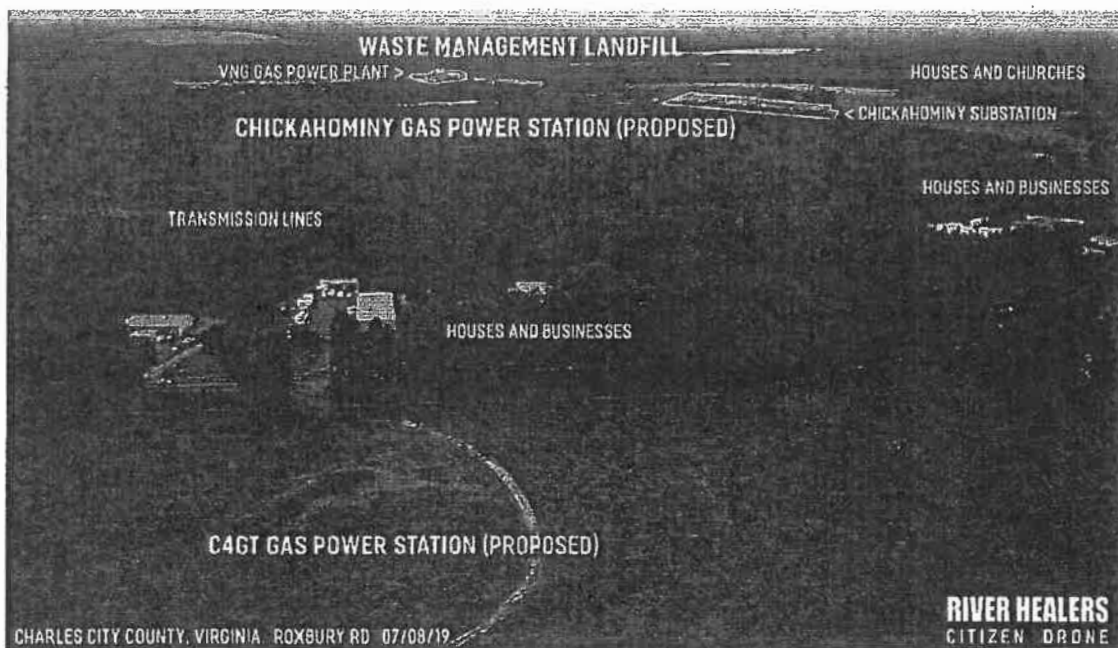 WASTE MANAGEMENT LANDFILL
VNG GAS POWER PLANT >
HOUSES AND CHURCHES
< CHICKAHOMINY SUBSTATION
CHICKAHOMINY GAS POWER STATION (PROPOSED)
HOUSES AND BUSINESSES
TRANSMISSION LINES
HOUSES AND BUSINESSES
C4GT GAS POWER STATION (PROPOSED)
RIVER HEALERS
CITIZEN DRONE
CHARLES CITY COUNTY, VIRGINIA. ROXBURY RD 07/08/19